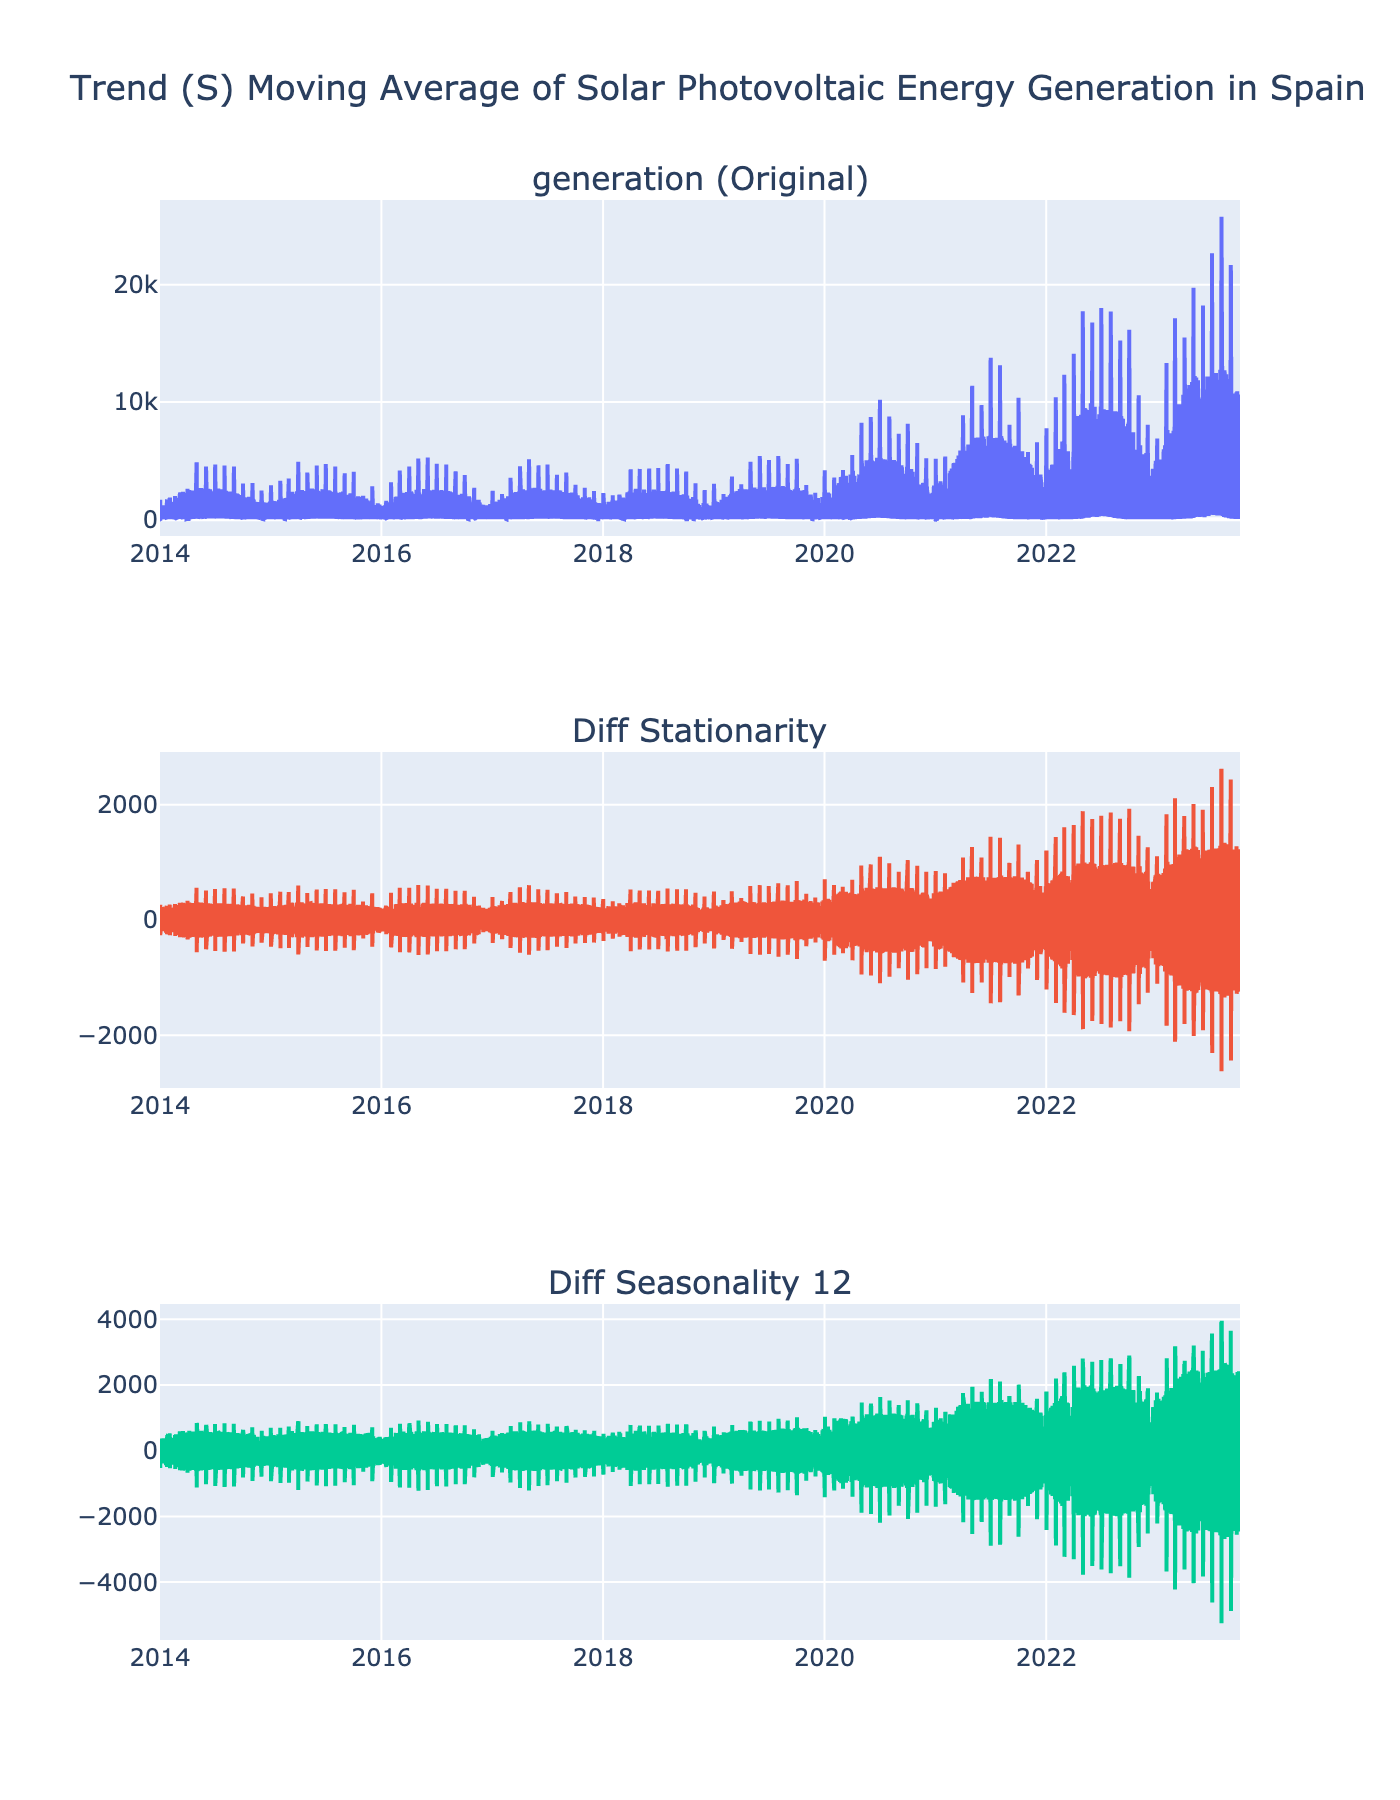 Trend (S) Moving Average of Solar Photovoltaic Energy Generation in Spain
generation (Original)
20k
10k
0
2014 2016 2018 2020 2022
Diff Stationarity
2000
0
−2000
2014 2016 2018 2020 2022
Diff Seasonality 12
4000
2000
0
−2000
−4000
2014 2016 2018 2020 2022